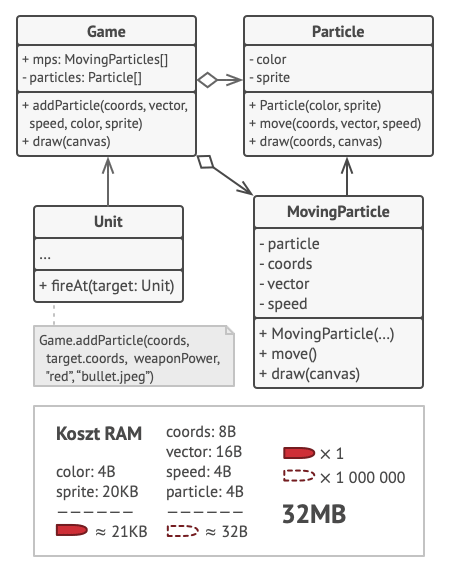 Game
+ mps: MovingParticles[]
- particles: Particle[]
+ addParticle(coords, vector,
speed, color, sprite)
+ draw(canvas)
Particle
- color
- sprite
+ Particle(color, sprite)
+ move(coords, vector, speed)
+ draw(coords, canvas)
Unit
...
+ fireAt(target: Unit)
MovingParticle
- particle
- coords
- vector
- speed
+ MovingParticle(...)
+ move()
+ draw(canvas)
Game.addParticle(coords,
target.coords, weaponPower,
"red", "bullet.jpeg")
Koszt RAM
color: 4B
sprite: 20KB
――――――
≈ 21KB
coords: 8B
vector: 16B
speed: 4B
particle: 4B
――――――
≈ 32B
× 1
× 1 000 000
32MB